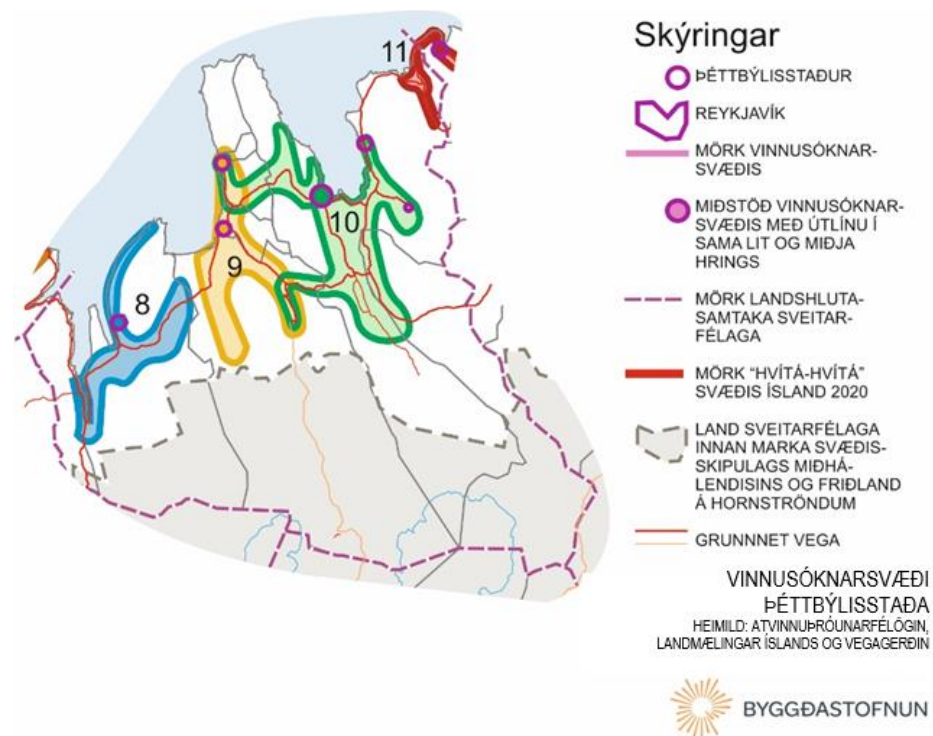 11
10
9
8
Skýringar
ÞÉTTBÝLISSTAÐUR
REYKJAVÍK
MÖRK VINNUSÓKNAR-
SVÆÐIS
MIÐSTÖÐ VINNUSÓKNAR-
SVÆÐIS MEÐ ÚTLÍNU Í
SAMA LIT OG MIÐJA
HRINGS
MÖRK LANDSHLUTA-
SAMTAKA SVEITAR-
FÉLAGA
MÖRK "HVÍTÁ-HVÍTÁ"
SVÆÐIS ÍSLAND 2020
LAND SVEITARFÉLAGA
INNAN MARKA SVÆÐIS-
SKIPULAGS MIÐHÁ-
LENDISINS OG FRIÐLAND
Á HORNSTRÖNDUM
GRUNNNET VEGA
VINNUSÓKNARSVÆÐI
ÞÉTTBÝLISSTAÐA
HEIMILD: ATVINNUÞRÓUNARFÉLÖGIN,
LANDMÆLINGAR ÍSLANDS OG VEGAGERÐIN
BYGGÐASTOFNUN